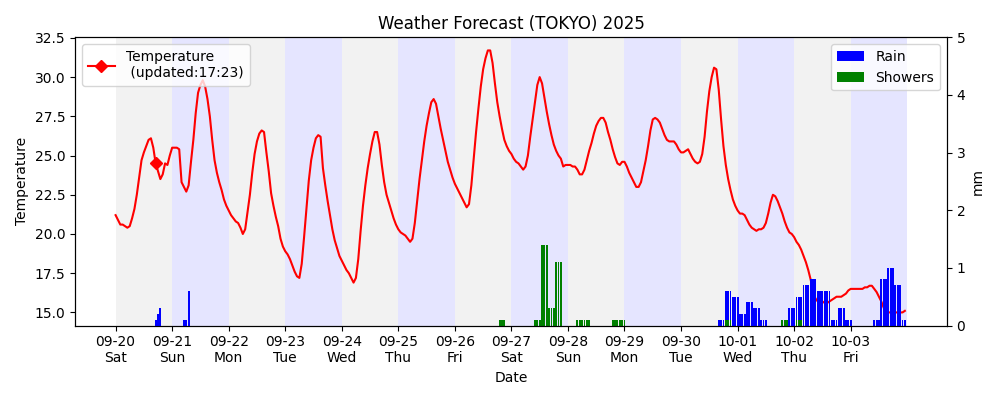 Weather Forecast (TOKYO) 2025
Temperature
(updated:17:23)
Rain
Showers
32.5
30.0
27.5
25.0
22.5
20.0
17.5
15.0
Temperature
5
4
3
2
1
0
mm
09-20 09-21 09-22 09-23 09-24 09-25 09-26 09-27 09-28 09-29 09-30 10-01 10-02 10-03
Sat Sun Mon Tue Wed Thu Fri Sat Sun Mon Tue Wed Thu Fri
Date